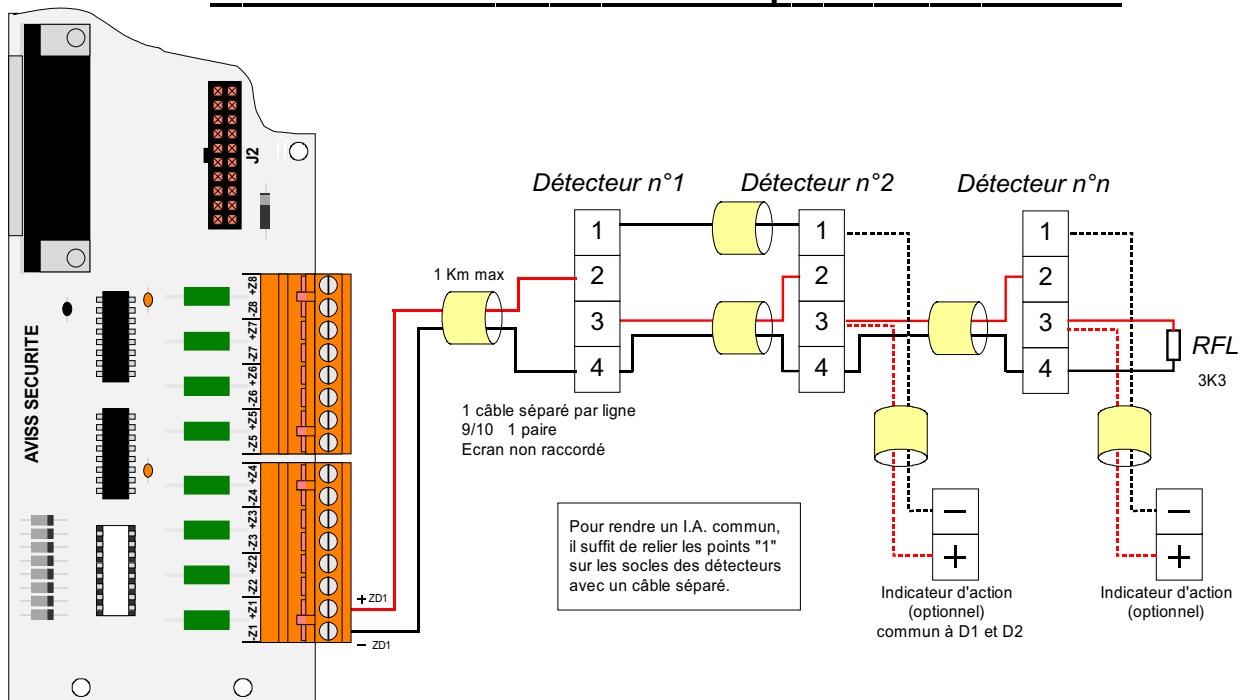 J2
AVISS SECURITE
+Z8
-Z8
+Z7
-Z7
+Z6
-Z6
+Z5
-Z5
+Z4
-Z4
+Z3
-Z3
+Z2
-Z2
+Z1
-Z1
+ ZD1
− ZD1
1 Km max
Détecteur n°1
1
2
3
4
Détecteur n°2
1
2
3
4
Détecteur n°n
1
2
3
4
RFL
3K3
1 câble séparé par ligne
9/10 1 paire
Ecran non raccordé
Pour rendre un I.A. commun,
il suffit de relier les points "1"
sur les socles des détecteurs
avec un câble séparé.
−
+
Indicateur d'action
(optionnel)
commun à D1 et D2
−
+
Indicateur d'action
(optionnel)